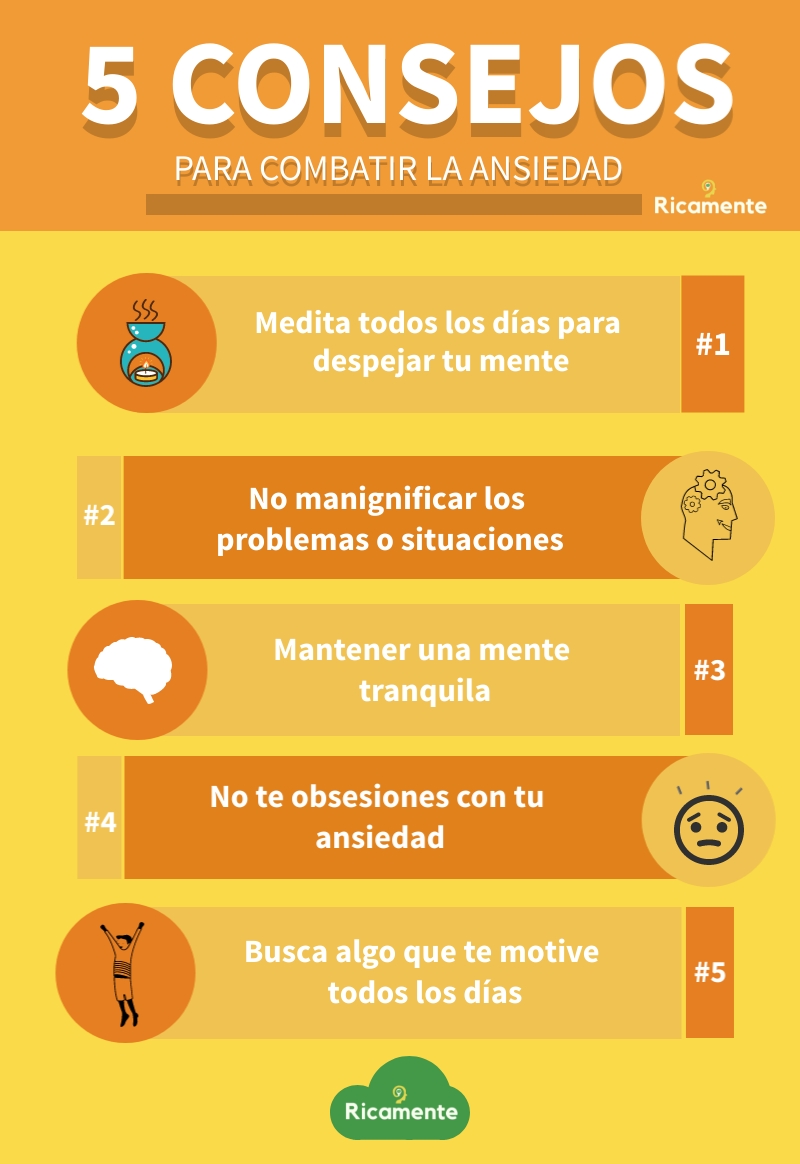 5 CONSEJOS
PARA COMBATIR LA ANSIEDAD
Ricamente
Medita todos los días para
despejar tu mente
#1
#2
No manignificar los
problemas o situaciones
Mantener una mente
tranquila
#3
#4
No te obsesiones con tu
ansiedad
Busca algo que te motive
todos los días
#5
Ricamente